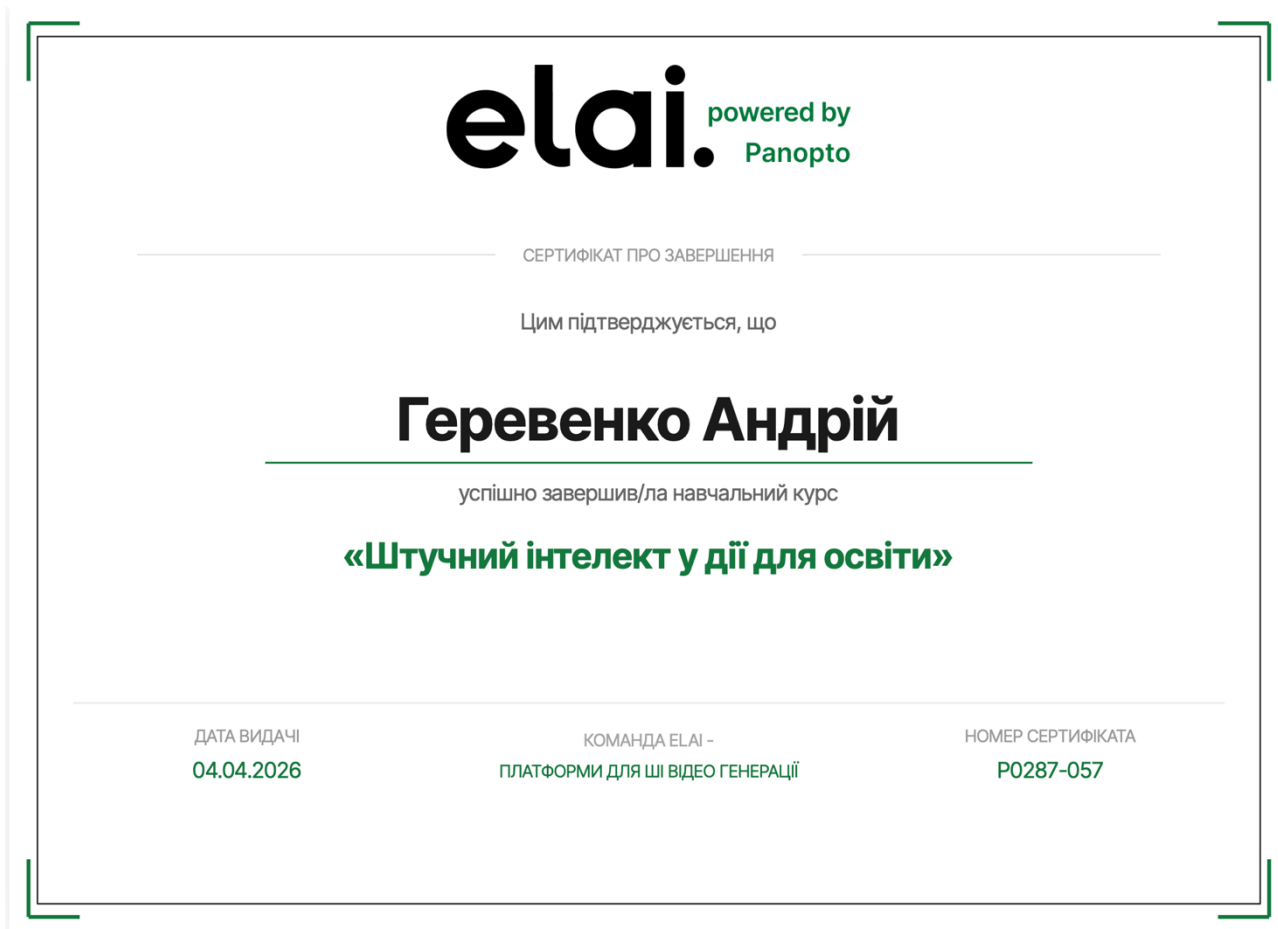 elai. powered by
Panopto
СЕРТИФІКАТ ПРО ЗАВЕРШЕННЯ
Цим підтверджується, що
Геревенко Андрій
успішно завершив/ла навчальний курс
«Штучний інтелект у дії для освіти»
ДАТА ВИДАЧІ
04.04.2026
КОМАНДА ELAI -
ПЛАТФОРМИ ДЛЯ ШІ ВІДЕО ГЕНЕРАЦІЇ
НОМЕР СЕРТИФІКАТА
P0287-057